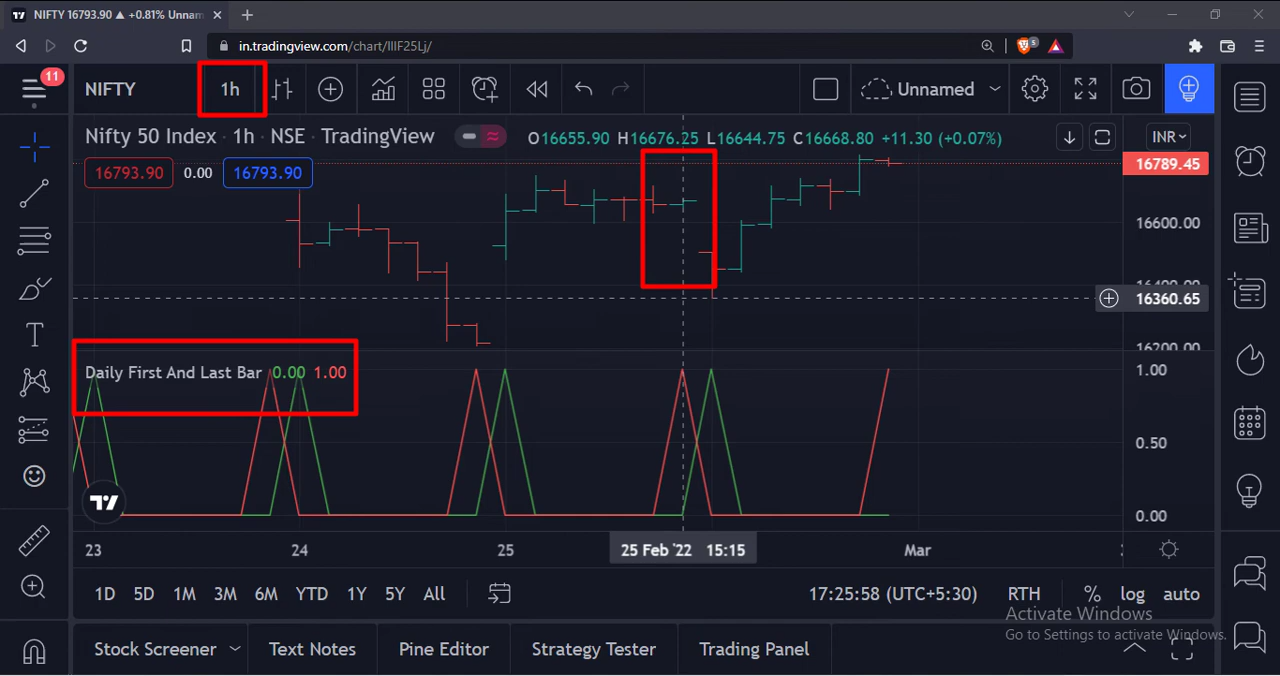 NIFTY 16793.90 ▲ +0.81% Unnam
in.tradingview.com/chart/IIIF25Lj/
5
11
NIFTY
1h
Unnamed
Nifty 50 Index · 1h · NSE · TradingView
O16655.90 H16676.25 L16644.75 C16668.80 +11.30 (+0.07%)
INR
16793.90 0.00 16793.90
16789.45
16600.00
16400.00
16360.65
16200.00
Daily First And Last Bar 0.00 1.00
1.00
0.50
0.00
23 24 25 25 Feb '22 15:15 Mar
1D 5D 1M 3M 6M YTD 1Y 5Y All
17:25:58 (UTC+5:30) RTH % log auto
Activate Windows
Go to Settings to activate Windows.
Stock Screener Text Notes Pine Editor Strategy Tester Trading Panel